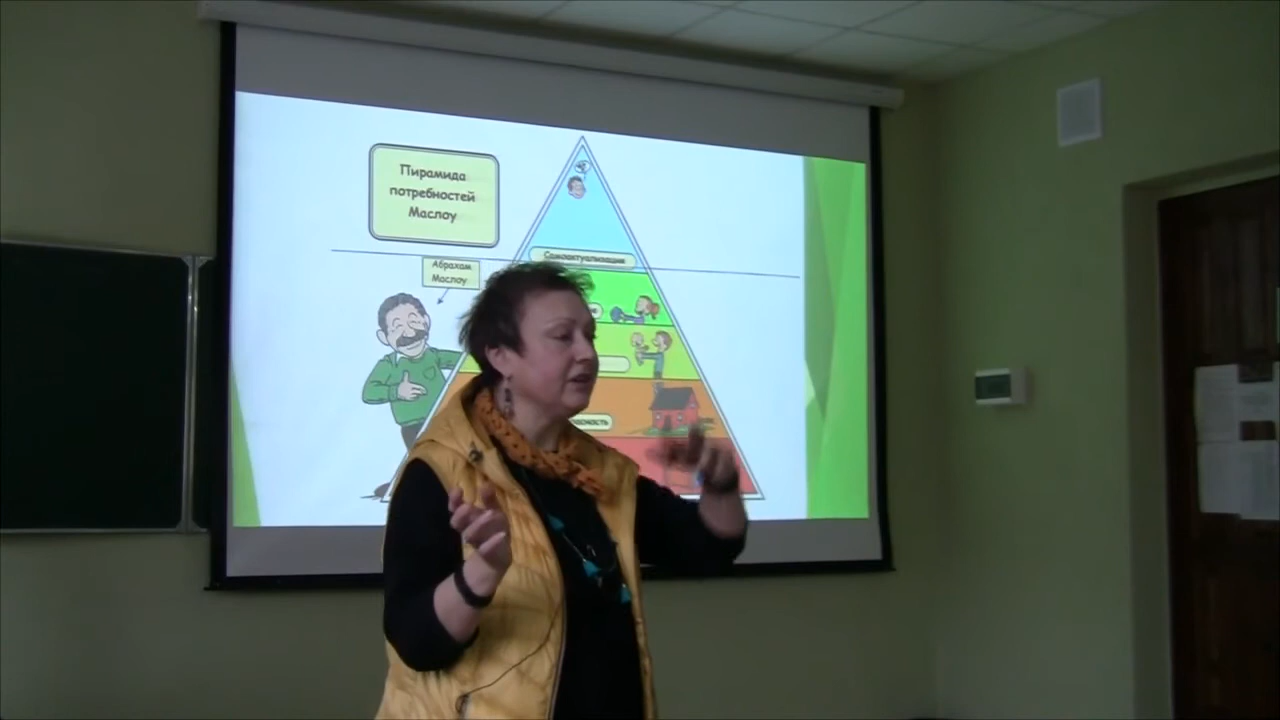 Пирамида
потребностей
Маслоу
Самоактуализация
Абрахам
Маслоу